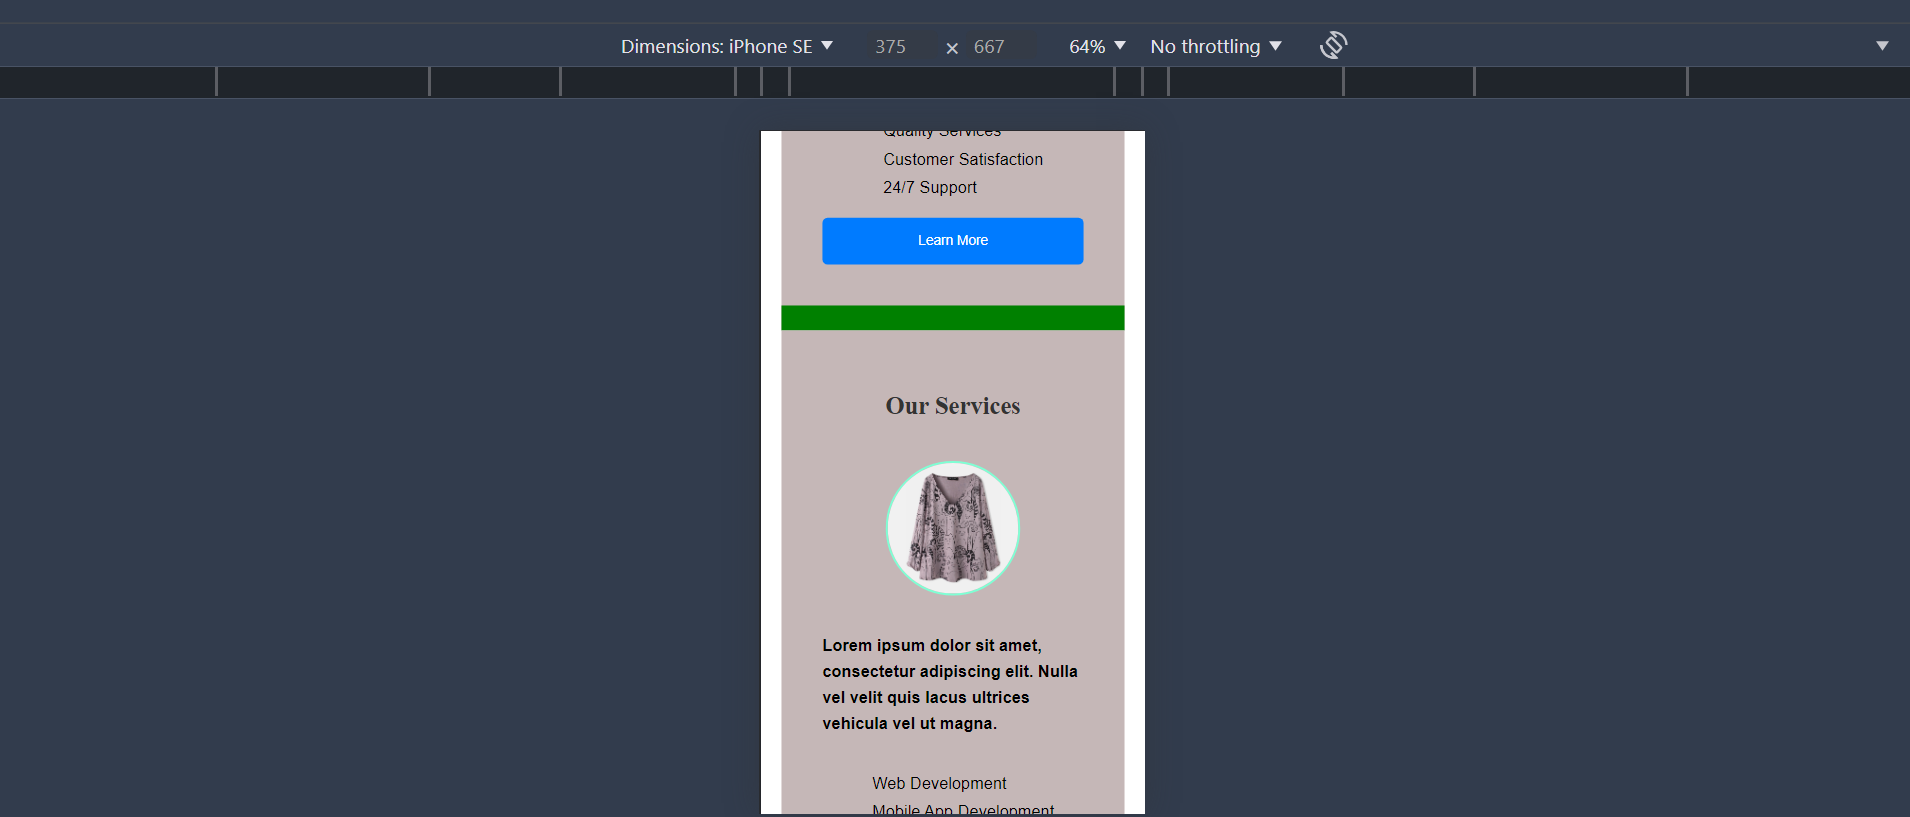 Dimensions: iPhone SE 375 × 667 64% No throttling
Quality Services
Customer Satisfaction
24/7 Support
Learn More
Our Services
Lorem ipsum dolor sit amet,
consectetur adipiscing elit. Nulla
vel velit quis lacus ultrices
vehicula vel ut magna.
Web Development
Mobile App Development